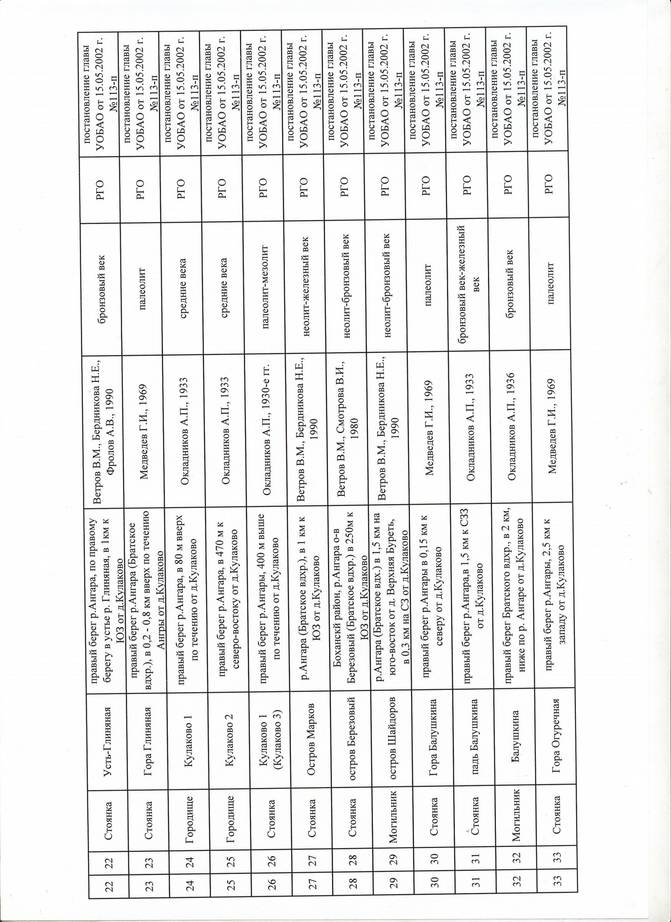 22 22 Стоянка Усть-Глиняная правый берег р.Ангара, по правому Ветров В.М., Бердникова Н.Е., бронзовый век РГО постановление главы
берегу в устье р. Глиняная, в 1км к Фролов А.В., 1990 УОБАО от 15.05.2002 г.
ЮЗ от д.Кулаково №113-п
23 23 Стоянка Гора Глиняная правый берег р.Ангара (Братское Медведев Г.И., 1969 палеолит РГО постановление главы
вдхр.), в 0,2 - 0,8 км вверх по течению УОБАО от 15.05.2002 г.
Ангры от д.Кулаково №113-п
24 24 Городище Кулаково 1 правый берег р.Ангара, в 80 м вверх Окладников А.П., 1933 средние века РГО постановление главы
по течению от д.Кулаково УОБАО от 15.05.2002 г.
№113-п
25 25 Городище Кулаково 2 правый берег р.Ангара, в 470 м к Окладников А.П., 1933 средние века РГО постановление главы
северо-востоку от д.Кулаково УОБАО от 15.05.2002 г.
№113-п
26 26 Стоянка Кулаково 1 правый берег р.Ангары, 400 м выше Окладников А.П., 1930-е гг. палеолит-мезолит РГО постановление главы
(Кулаково 3) по течению от д.Кулаково УОБАО от 15.05.2002 г.
№113-п
27 27 Стоянка Остров Марков р.Ангара (Братское вдхр.), в 1 км к Ветров В.М., Бердникова Н.Е., неолит-железный век РГО постановление главы
ЮЗ от д.Кулаково 1990 УОБАО от 15.05.2002 г.
№113-п
28 28 Стоянка остров Березовый Боханскй район, р.Ангара о-в Ветров В.М., Смотрова В.И., неолит-бронзовый век РГО постановление главы
Березовый (Братское вдхр.) в 250м к 1980 УОБАО от 15.05.2002 г.
ЮЗ от д.Кулаково №113-п
29 29 Могильник остров Шайдоров р.Ангара (Братское вдх.) в 1,5 км на Ветров В.М., Бердникова Н.Е., неолит-бронзовый век РГО постановление главы
юго-восток от д. Верхняя Буреть, 1990 УОБАО от 15.05.2002 г.
в 0,3 км на СЗ от д.Кулаково №113-п
30 30 Стоянка Гора Балушкина правый берег р.Ангары в 0,15 км к Медведев Г.И., 1969 палеолит РГО постановление главы
северу от д.Кулаково УОБАО от 15.05.2002 г.
№113-п
31 31 Стоянка падь Балушкина правый берег р.Ангара,в 1,5 км к СЗЗ Окладников А.П., 1933 бронзовый век-железный РГО постановление главы
от д.Кулаково век УОБАО от 15.05.2002 г.
№113-п
32 32 Могильник Балушкина правый берег Братского вдхр., в 2 км, Окладников А.П., 1936 бронзовый век РГО постановление главы
ниже по р. Ангаре от д.Кулаково УОБАО от 15.05.2002 г.
№113-п
33 33 Стоянка Гора Огуречная правый берег р.Ангары, 2,5 км к Медведев Г.И., 1969 палеолит РГО постановление главы
западу от д.Кулаково УОБАО от 15.05.2002 г.
№113-п